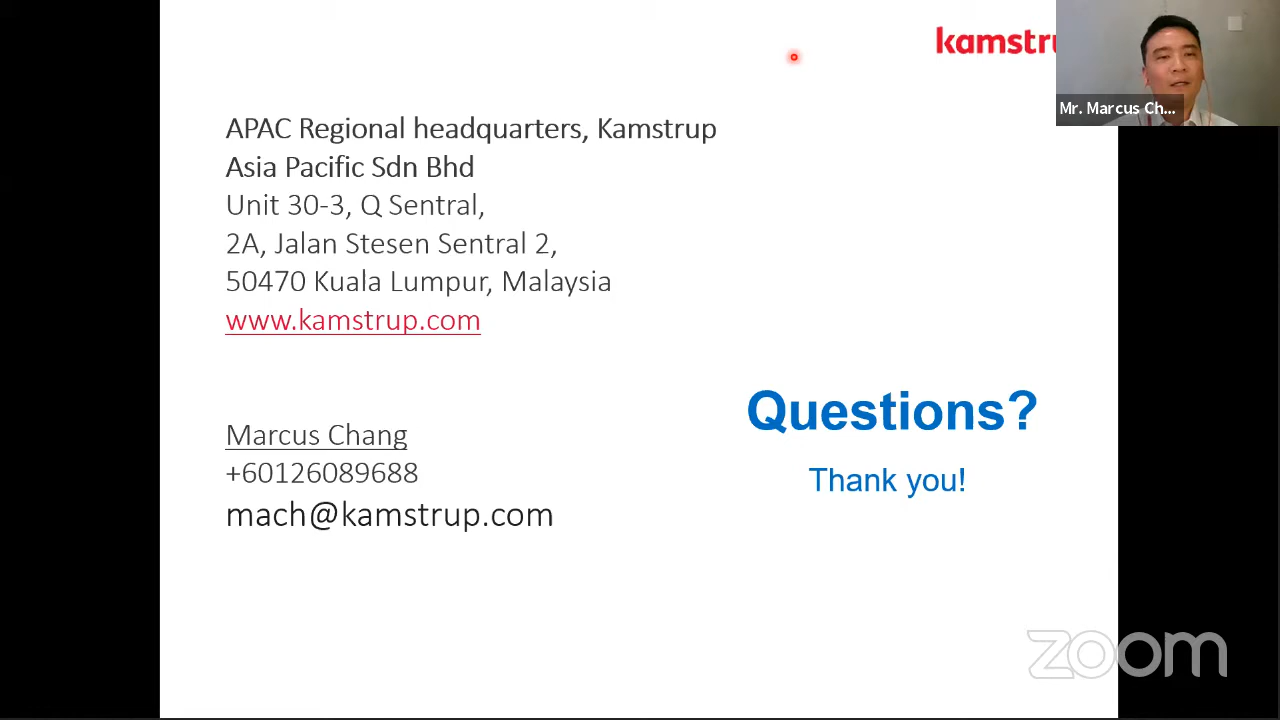 kamstru
Mr. Marcus Ch...
APAC Regional headquarters, Kamstrup
Asia Pacific Sdn Bhd
Unit 30-3, Q Sentral,
2A, Jalan Stesen Sentral 2,
50470 Kuala Lumpur, Malaysia
www.kamstrup.com
Questions?
Marcus Chang
+60126089688
Thank you!
mach@kamstrup.com
zoom